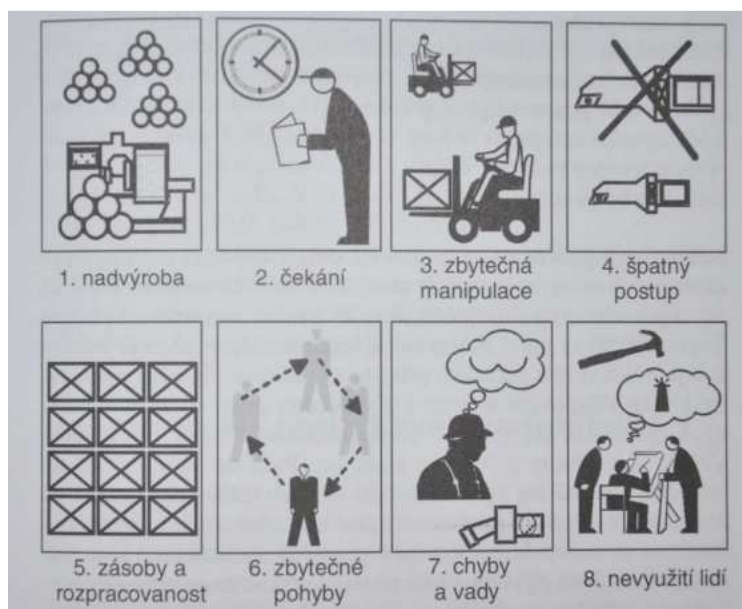 1. nadvýroba
2. čekání
3. zbytečná
manipulace
4. špatný
postup
5. zásoby a
rozpracovanost
6. zbytečné
pohyby
7. chyby
a vady
8. nevyužití lidí